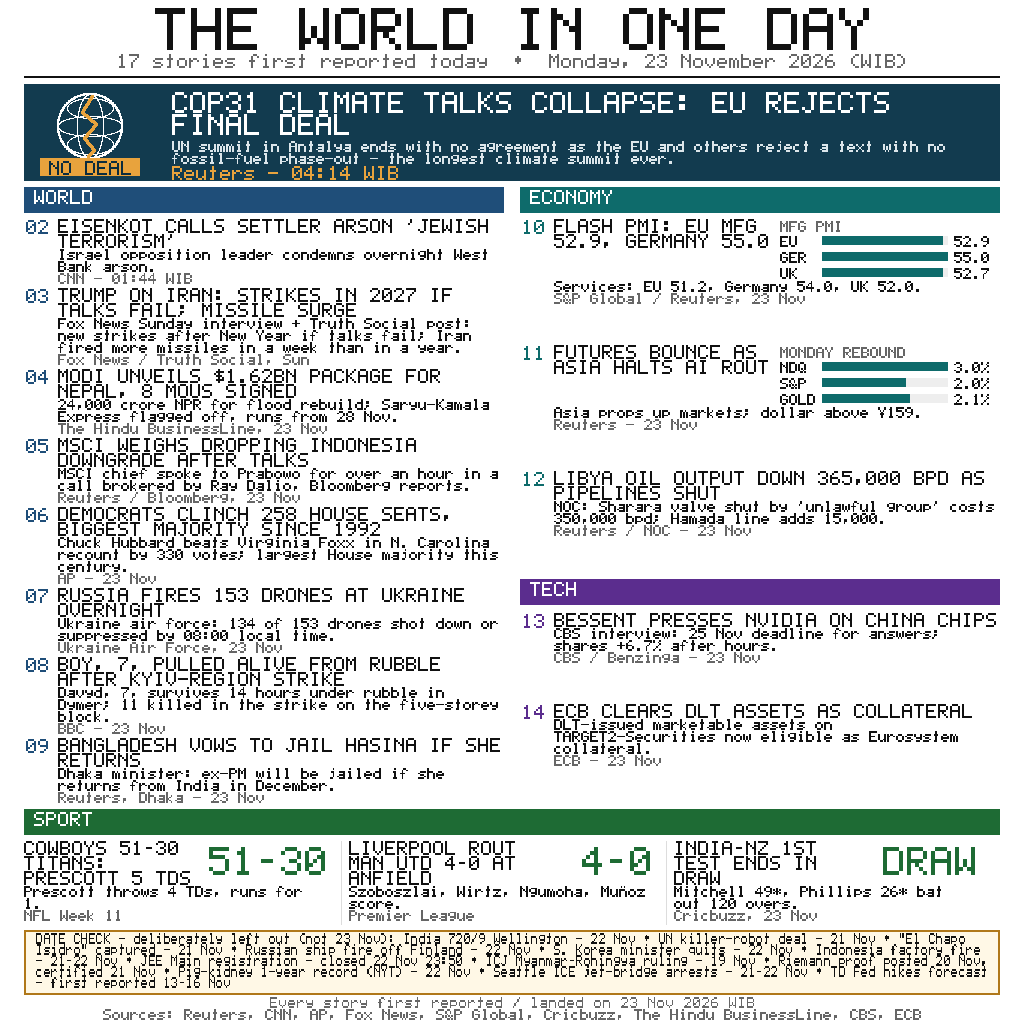 THE WORLD IN ONE DAY
17 stories first reported today • Monday, 23 November 2026 (WIB)
NO DEAL
COP31 CLIMATE TALKS COLLAPSE: EU REJECTS
FINAL DEAL
UN summit in Antalya ends with no agreement as the EU and others reject a text with no
fossil-fuel phase-out - the longest climate summit ever.
Reuters - 04:14 WIB
WORLD
02 EISENKOT CALLS SETTLER ARSON 'JEWISH
TERRORISM'
Israel opposition leader condemns overnight West
Bank arson.
CNN - 01:44 WIB
03 TRUMP ON IRAN: STRIKES IN 2027 IF
TALKS FAIL; MISSILE SURGE
Fox News Sunday interview + Truth Social post:
new strikes after New Year if talks fail; Iran
fired more missiles in a week than in a year.
Fox News / Truth Social, Sun
04 MODI UNVEILS $1.62BN PACKAGE FOR
NEPAL, 8 MOUS SIGNED
24,000 crore NPR for flood rebuild; Saryu-Kamala
Express flagged off, runs from 28 Nov.
The Hindu BusinessLine, 23 Nov
05 MSCI WEIGHS DROPPING INDONESIA
DOWNGRADE AFTER TALKS
MSCI chief spoke to Prabowo for over an hour in a
call brokered by Ray Dalio, Bloomberg reports.
Reuters / Bloomberg, 23 Nov
06 DEMOCRATS CLINCH 258 HOUSE SEATS,
BIGGEST MAJORITY SINCE 1992
Chuck Hubbard beats Virginia Foxx in N. Carolina
recount by 330 votes; largest House majority this
century.
AP - 23 Nov
07 RUSSIA FIRES 153 DRONES AT UKRAINE
OVERNIGHT
Ukraine air force: 134 of 153 drones shot down or
suppressed by 08:00 local time.
Ukraine Air Force, 23 Nov
08 BOY, 7, PULLED ALIVE FROM RUBBLE
AFTER KYIV-REGION STRIKE
Davyd, 7, survives 14 hours under rubble in
Dymer; 11 killed in the strike on the five-storey
block.
BBC - 23 Nov
09 BANGLADESH VOWS TO JAIL HASINA IF SHE
RETURNS
Dhaka minister: ex-PM will be jailed if she
returns from India in December.
Reuters, Dhaka - 23 Nov
ECONOMY
10 FLASH PMI: EU MFG
52.9, GERMANY 55.0
MFG PMI
EU 52.9
GER 55.0
UK 52.7
Services: EU 51.2, Germany 54.0, UK 52.0.
S&P Global / Reuters, 23 Nov
11 FUTURES BOUNCE AS
ASIA HALTS AI ROUT
MONDAY REBOUND
NDQ 3.0%
S&P 2.0%
GOLD 2.1%
Asia props up markets; dollar above ¥159.
Reuters - 23 Nov
12 LIBYA OIL OUTPUT DOWN 365,000 BPD AS
PIPELINES SHUT
NOC: Sharara valve shut by 'unlawful group' costs
350,000 bpd; Hamada line adds 15,000.
Reuters / NOC - 23 Nov
TECH
13 BESSENT PRESSES NVIDIA ON CHINA CHIPS
CBS interview: 25 Nov deadline for answers;
shares +6.7% after hours.
CBS / Benzinga - 23 Nov
14 ECB CLEARS DLT ASSETS AS COLLATERAL
DLT-issued marketable assets on
TARGET2-Securities now eligible as Eurosystem
collateral.
ECB - 23 Nov
SPORT
COWBOYS 51-30
TITANS:
PRESCOTT 5 TDS
51-30
Prescott throws 4 TDs, runs for
1.
NFL Week 11
LIVERPOOL ROUT
MAN UTD 4-0 AT
ANFIELD
4-0
Szoboszlai, Wirtz, Ngumoha, Muñoz
score.
Premier League
INDIA-NZ 1ST
TEST ENDS IN
DRAW
DRAW
Mitchell 49*, Phillips 26* bat
out 120 overs.
Cricbuzz, 23 Nov
DATE CHECK - deliberately left out (not 23 Nov): India 720/9 Wellington - 22 Nov • UN killer-robot deal - 21 Nov • "El Chapo
Isidro" captured - 21 Nov • Russian ship fire off Finland - 22 Nov • S. Korea minister quits - 22 Nov • Indonesia factory fire
- 21-22 Nov • JEE Main registration - closed 22 Nov 23:50 • ICJ Myanmar-Rohingya ruling - 19 Nov • Riemann proof posted 20 Nov,
certified 21 Nov • Pig-kidney 1-year record (NYT) - 22 Nov • Seattle ICE jet-bridge arrests - 21-22 Nov • TD Fed hikes forecast
- first reported 13-16 Nov
Every story first reported / landed on 23 Nov 2026 WIB
Sources: Reuters, CNN, AP, Fox News, S&P Global, Cricbuzz, The Hindu BusinessLine, CBS, ECB